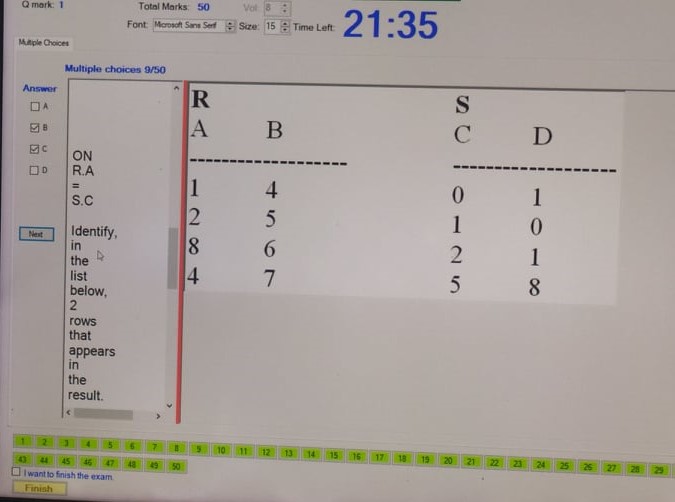 Q mark: 1 Total Marks: 50 Vol: 8
Font: Microsoft Sans Serif Size: 15 Time Left: 21:35
Multiple Choices
Multiple choices 9/50
Answer
A
B
C
D
Next
ON
R.A
=
S.C
Identify,
in
the
list
below,
2
rows
that
appears
in
the
result.
R S
A B C D
1 4 0 1
2 5 1 0
8 6 2 1
4 7 5 8
1 2 3 4 5 6 7 8 9 10 11 12 13 14 15 16 17 18 19 20 21 22 23 24 25 26 27 28 29
43 44 45 46 47 48 49 50
I want to finish the exam.
Finish